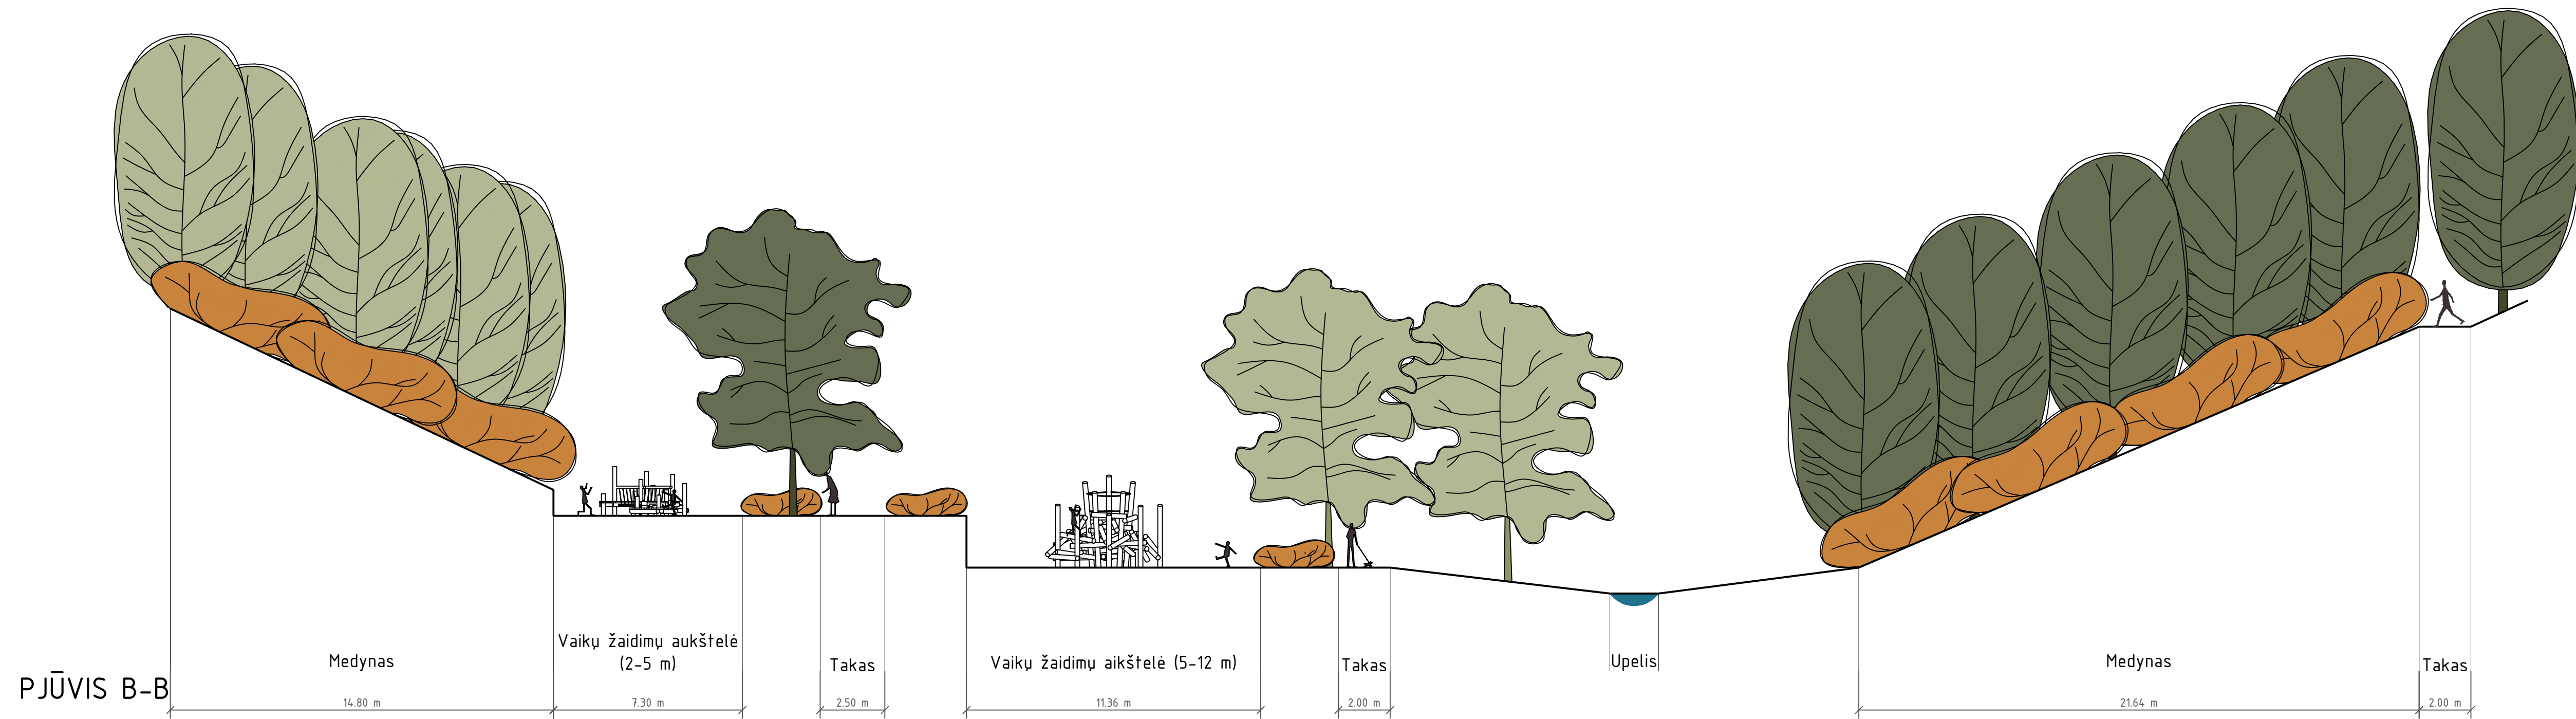 Vaikų žaidimų aukštelė
(2-5 m)
Medynas
Takas
Vaikų žaidimų aikštelė (5-12 m)
Takas
Upelis
Medynas
Takas
PJŪVIS B-B
14.80 m
7.30 m
2.50 m
11.36 m
2.00 m
21.64 m
2.00 m